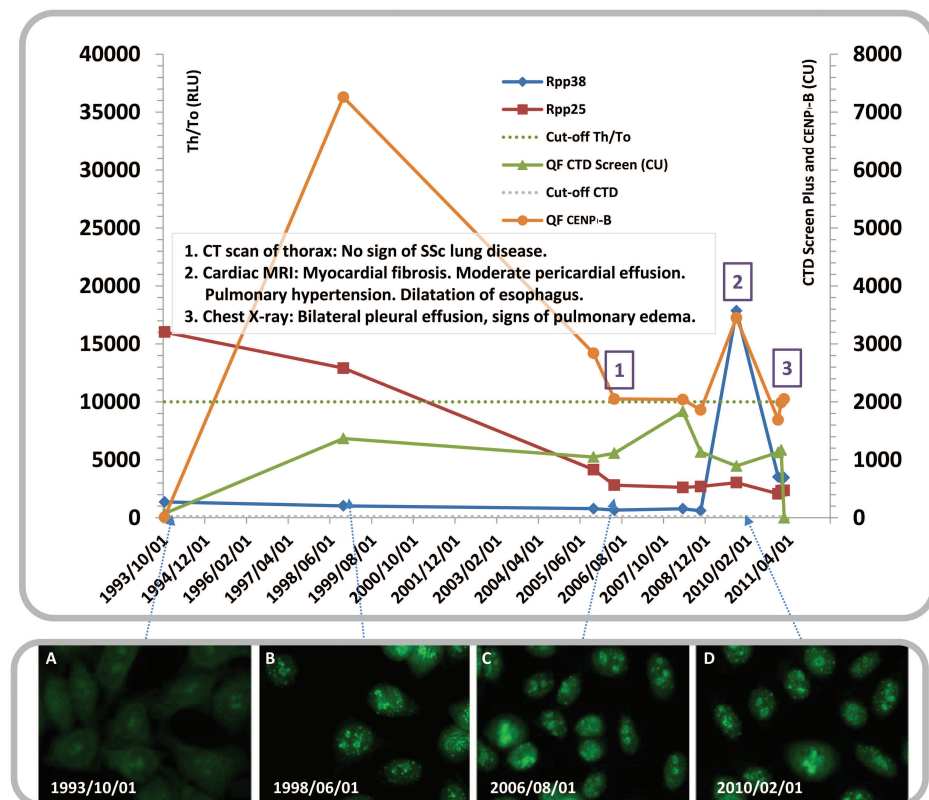 40000
35000
30000
25000
20000
15000
10000
5000
0
Th/To (RLU)
8000
7000
6000
5000
4000
3000
2000
1000
0
CTD Screen Plus and CENP-B (CU)
Rpp38
Rpp25
Cut-off Th/To
QF CTD Screen (CU)
Cut-off CTD
QF CENP-B
1. CT scan of thorax: No sign of SSc lung disease.
2. Cardiac MRI: Myocardial fibrosis. Moderate pericardial effusion.
Pulmonary hypertension. Dilatation of esophagus.
3. Chest X-ray: Bilateral pleural effusion, signs of pulmonary edema.
1
2
3
1993/10/01
1994/12/01
1996/02/01
1997/04/01
1998/06/01
1999/08/01
2000/10/01
2001/12/01
2003/02/01
2004/04/01
2005/06/01
2006/08/01
2007/10/01
2008/12/01
2010/02/01
2011/04/01
A
1993/10/01
B
1998/06/01
C
2006/08/01
D
2010/02/01